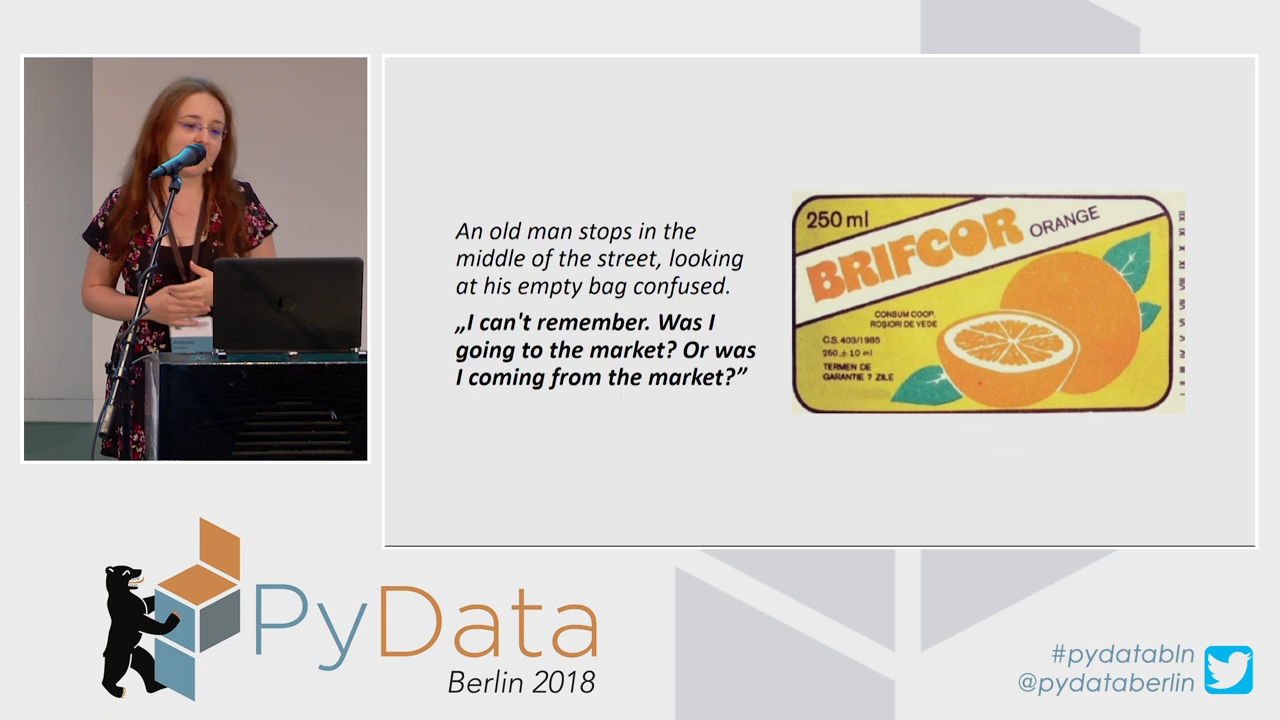 An old man stops in the
middle of the street, looking
at his empty bag confused.
„I can't remember. Was I
going to the market? Or was
I coming from the market?”
250 ml
BRIFCOR ORANGE
CONSUM COOP.
ROȘIORI DE VEDE
C.S. 403/1985
250 ± 10 ml
TERMEN DE
GARANTIE 7 ZILE
PyData
Berlin 2018
#pydatabln
@pydataberlin